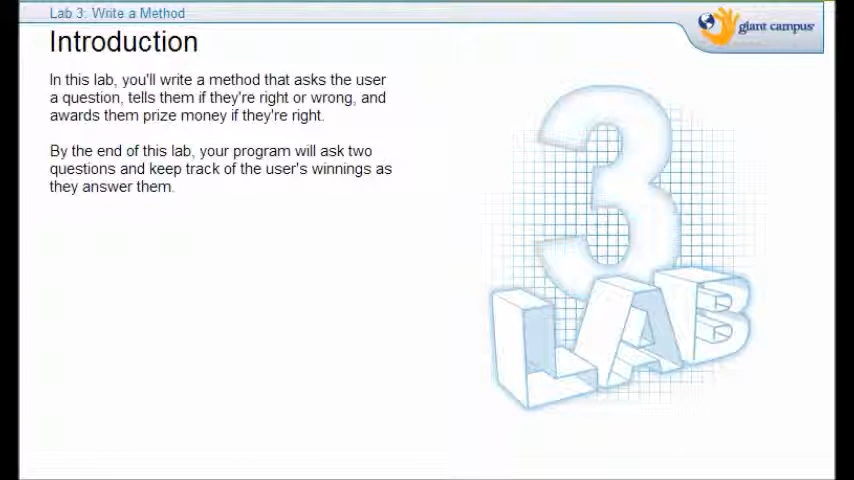 Lab 3: Write a Method
giant campus
Introduction
In this lab, you'll write a method that asks the user
a question, tells them if they're right or wrong, and
awards them prize money if they're right.
By the end of this lab, your program will ask two
questions and keep track of the user's winnings as
they answer them.
3
LAB